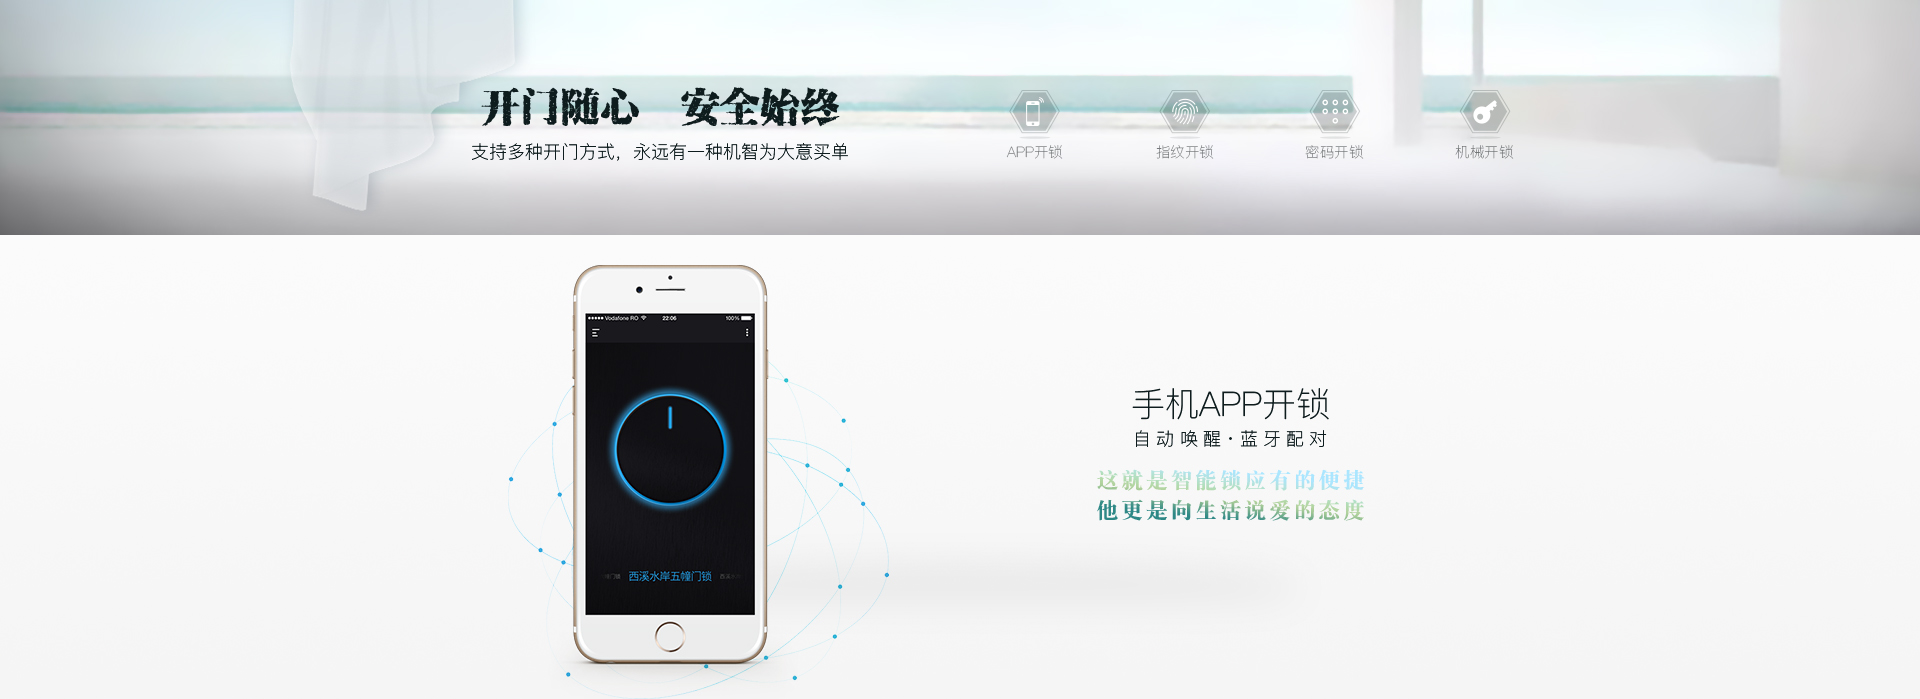 开门随心 安全始终
支持多种开门方式，永远有一种机智为大意买单
APP开锁
指纹开锁
密码开锁
机械开锁
Vodafone RO
22:06
100%
西溪水岸五幢门锁
手机APP开锁
自动唤醒·蓝牙配对
这就是智能锁应有的便捷
他更是向生活说爱的态度